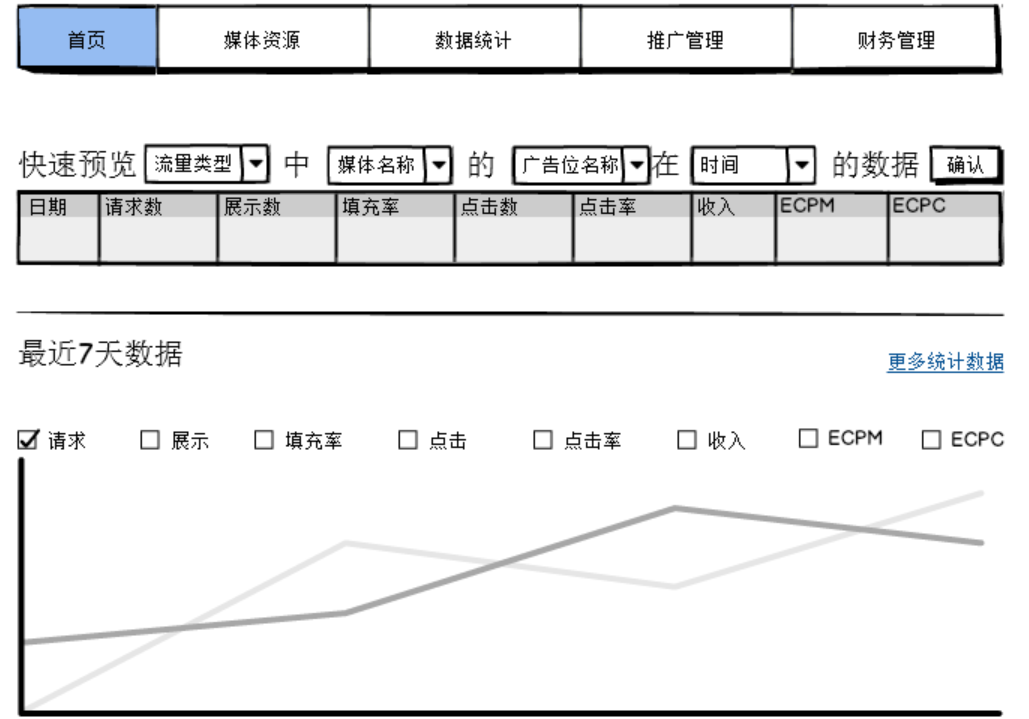 首页 媒体资源 数据统计 推广管理 财务管理
快速预览 流量类型 中 媒体名称 的 广告位名称 在 时间 的数据 确认
日期 请求数 展示数 填充率 点击数 点击率 收入 ECPM ECPC
最近7天数据
更多统计数据
请求 展示 填充率 点击 点击率 收入 ECPM ECPC